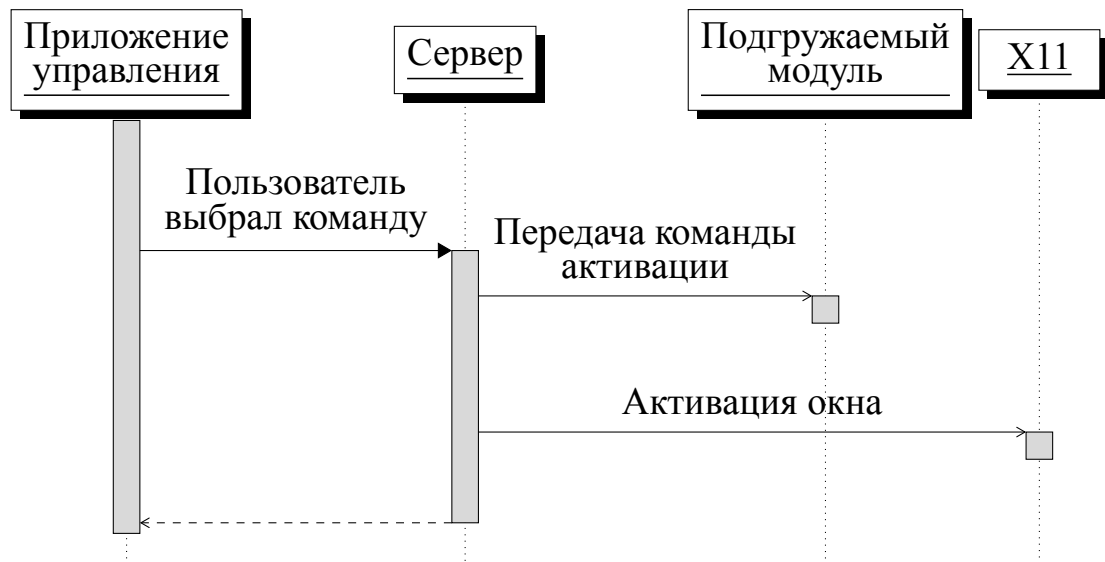 Приложение
управления
Сервер
Подгружаемый
модуль
X11
Пользователь
выбрал команду
Передача команды
активации
Активация окна